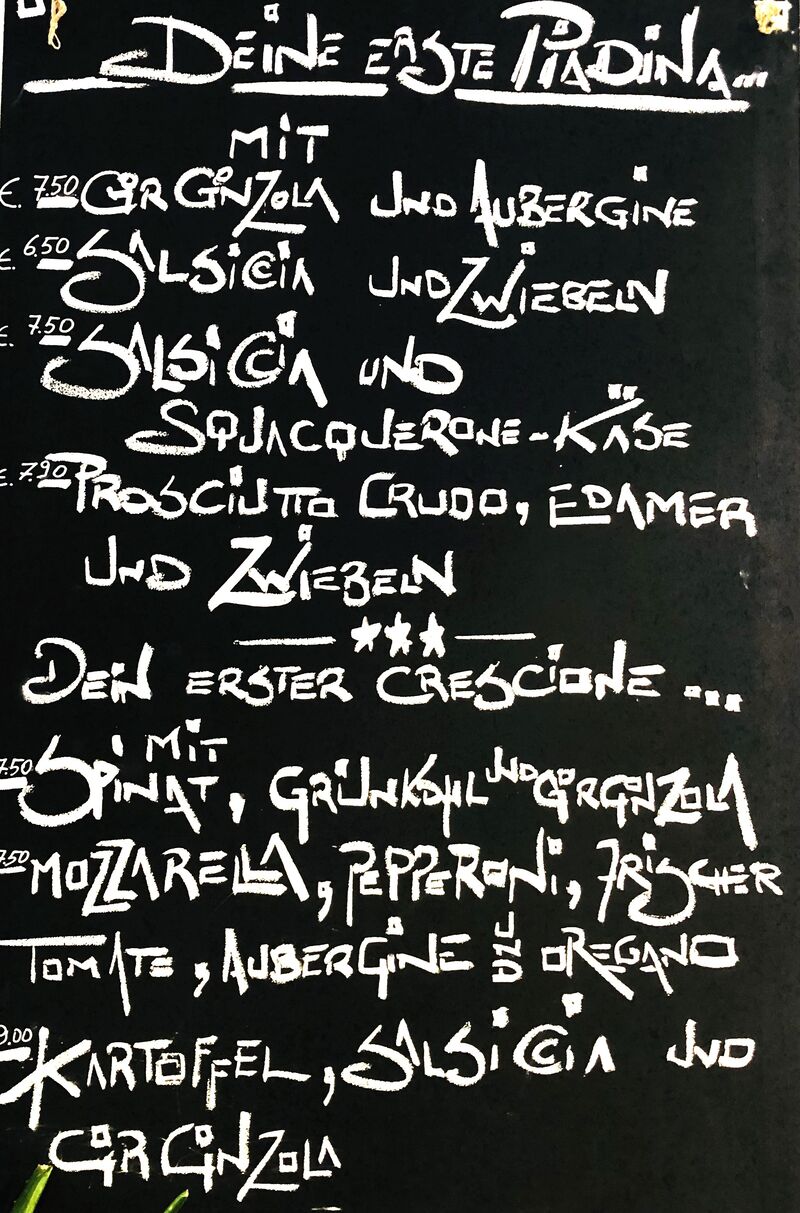 DEINE ERSTE PIADINA...
MIT
€. 7.50 GORGONZOLA UND AUBERGINE
€. 6.50 SALSICCIA UND ZWIEBELN
€. 7.50 SALSICCIA UND
SQUACQUERONE-KÄSE
€. 7.90 PROSCIUTTO CRUDO, EDAMER
UND ZWIEBELN
DEIN ERSTER CRESCIONE ...
MIT
7.50 SPINAT, GRÜNKOHL UND GORGONZOLA
7.50 MOZZARELLA, PEPPERONI, FRISCHER
TOMATE, AUBERGINE UND OREGANO
9.00 KARTOFFEL, SALSICCIA UND
GORGONZOLA